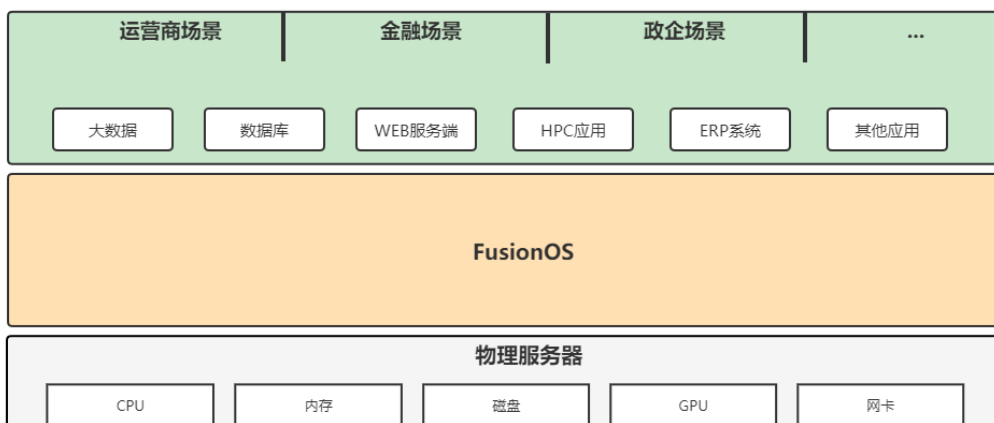 运营商场景 金融场景 政企场景 ...
大数据 数据库 WEB服务端 HPC应用 ERP系统 其他应用
FusionOS
物理服务器
CPU 内存 磁盘 GPU 网卡